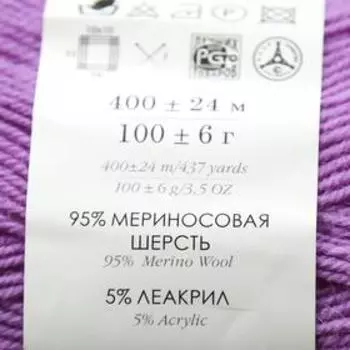 400 ± 24 м
100 ± 6 г
400±24 m/437 yards
100 ± 6 g/3,5 OZ
95% МЕРИНОСОВАЯ
ШЕРСТЬ
95% Merino Wool
5% ЛЕАКРИЛ
5% Acrylic